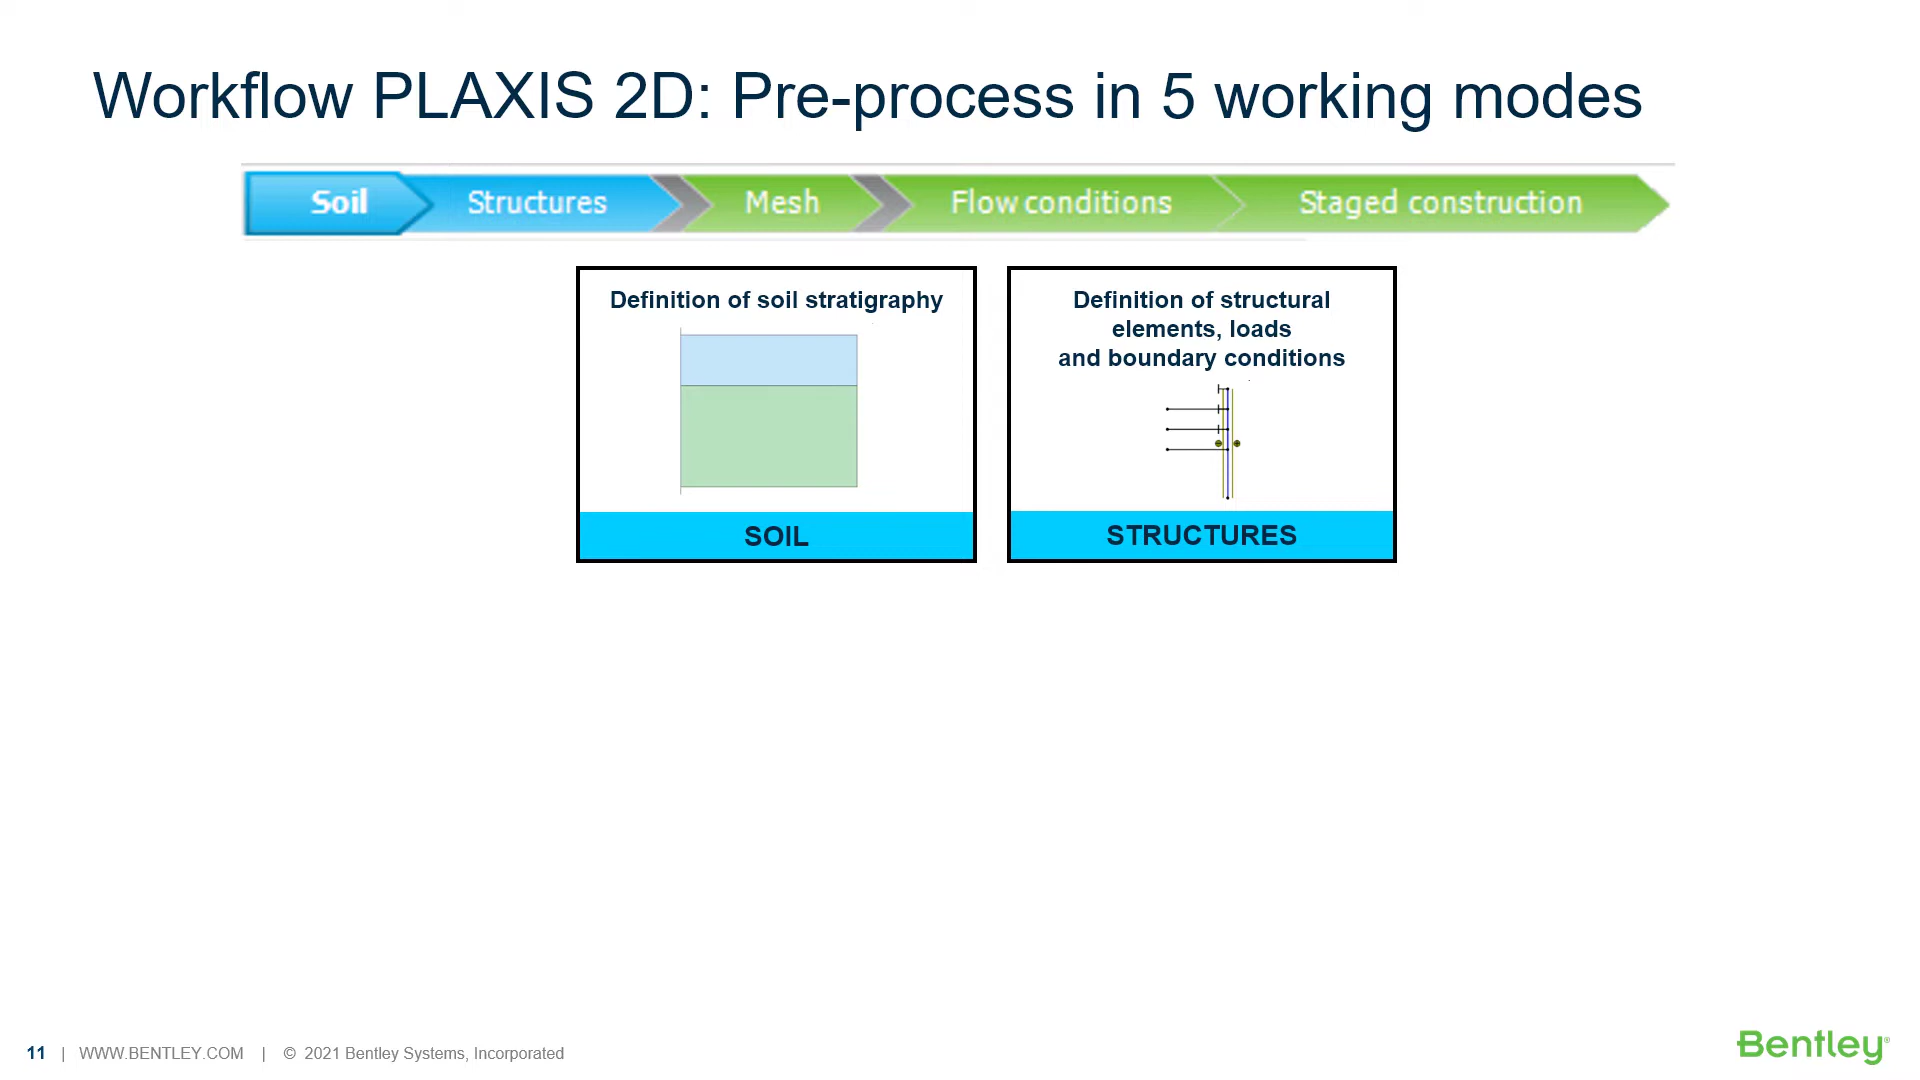 Workflow PLAXIS 2D: Pre-process in 5 working modes
Soil Structures Mesh Flow conditions Staged construction
Definition of soil stratigraphy
SOIL
Definition of structural
elements, loads
and boundary conditions
STRUCTURES
11 | WWW.BENTLEY.COM | © 2021 Bentley Systems, Incorporated
Bentley®